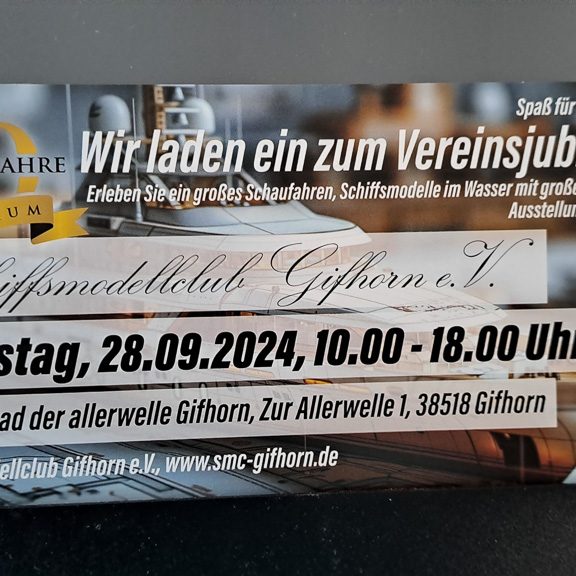 Spaß für
AHRE
Wir laden ein zum Vereinsjub
UM
Erleben Sie ein großes Schaufahren, Schiffsmodelle im Wasser mit große
Ausstellun
iffsmodellclub Gifhorn e.V.
stag, 28.09.2024, 10.00 - 18.00 Uhr
ad der allerwelle Gifhorn, Zur Allerwelle 1, 38518 Gifhorn
ellclub Gifhorn e.V., www.smc-gifhorn.de